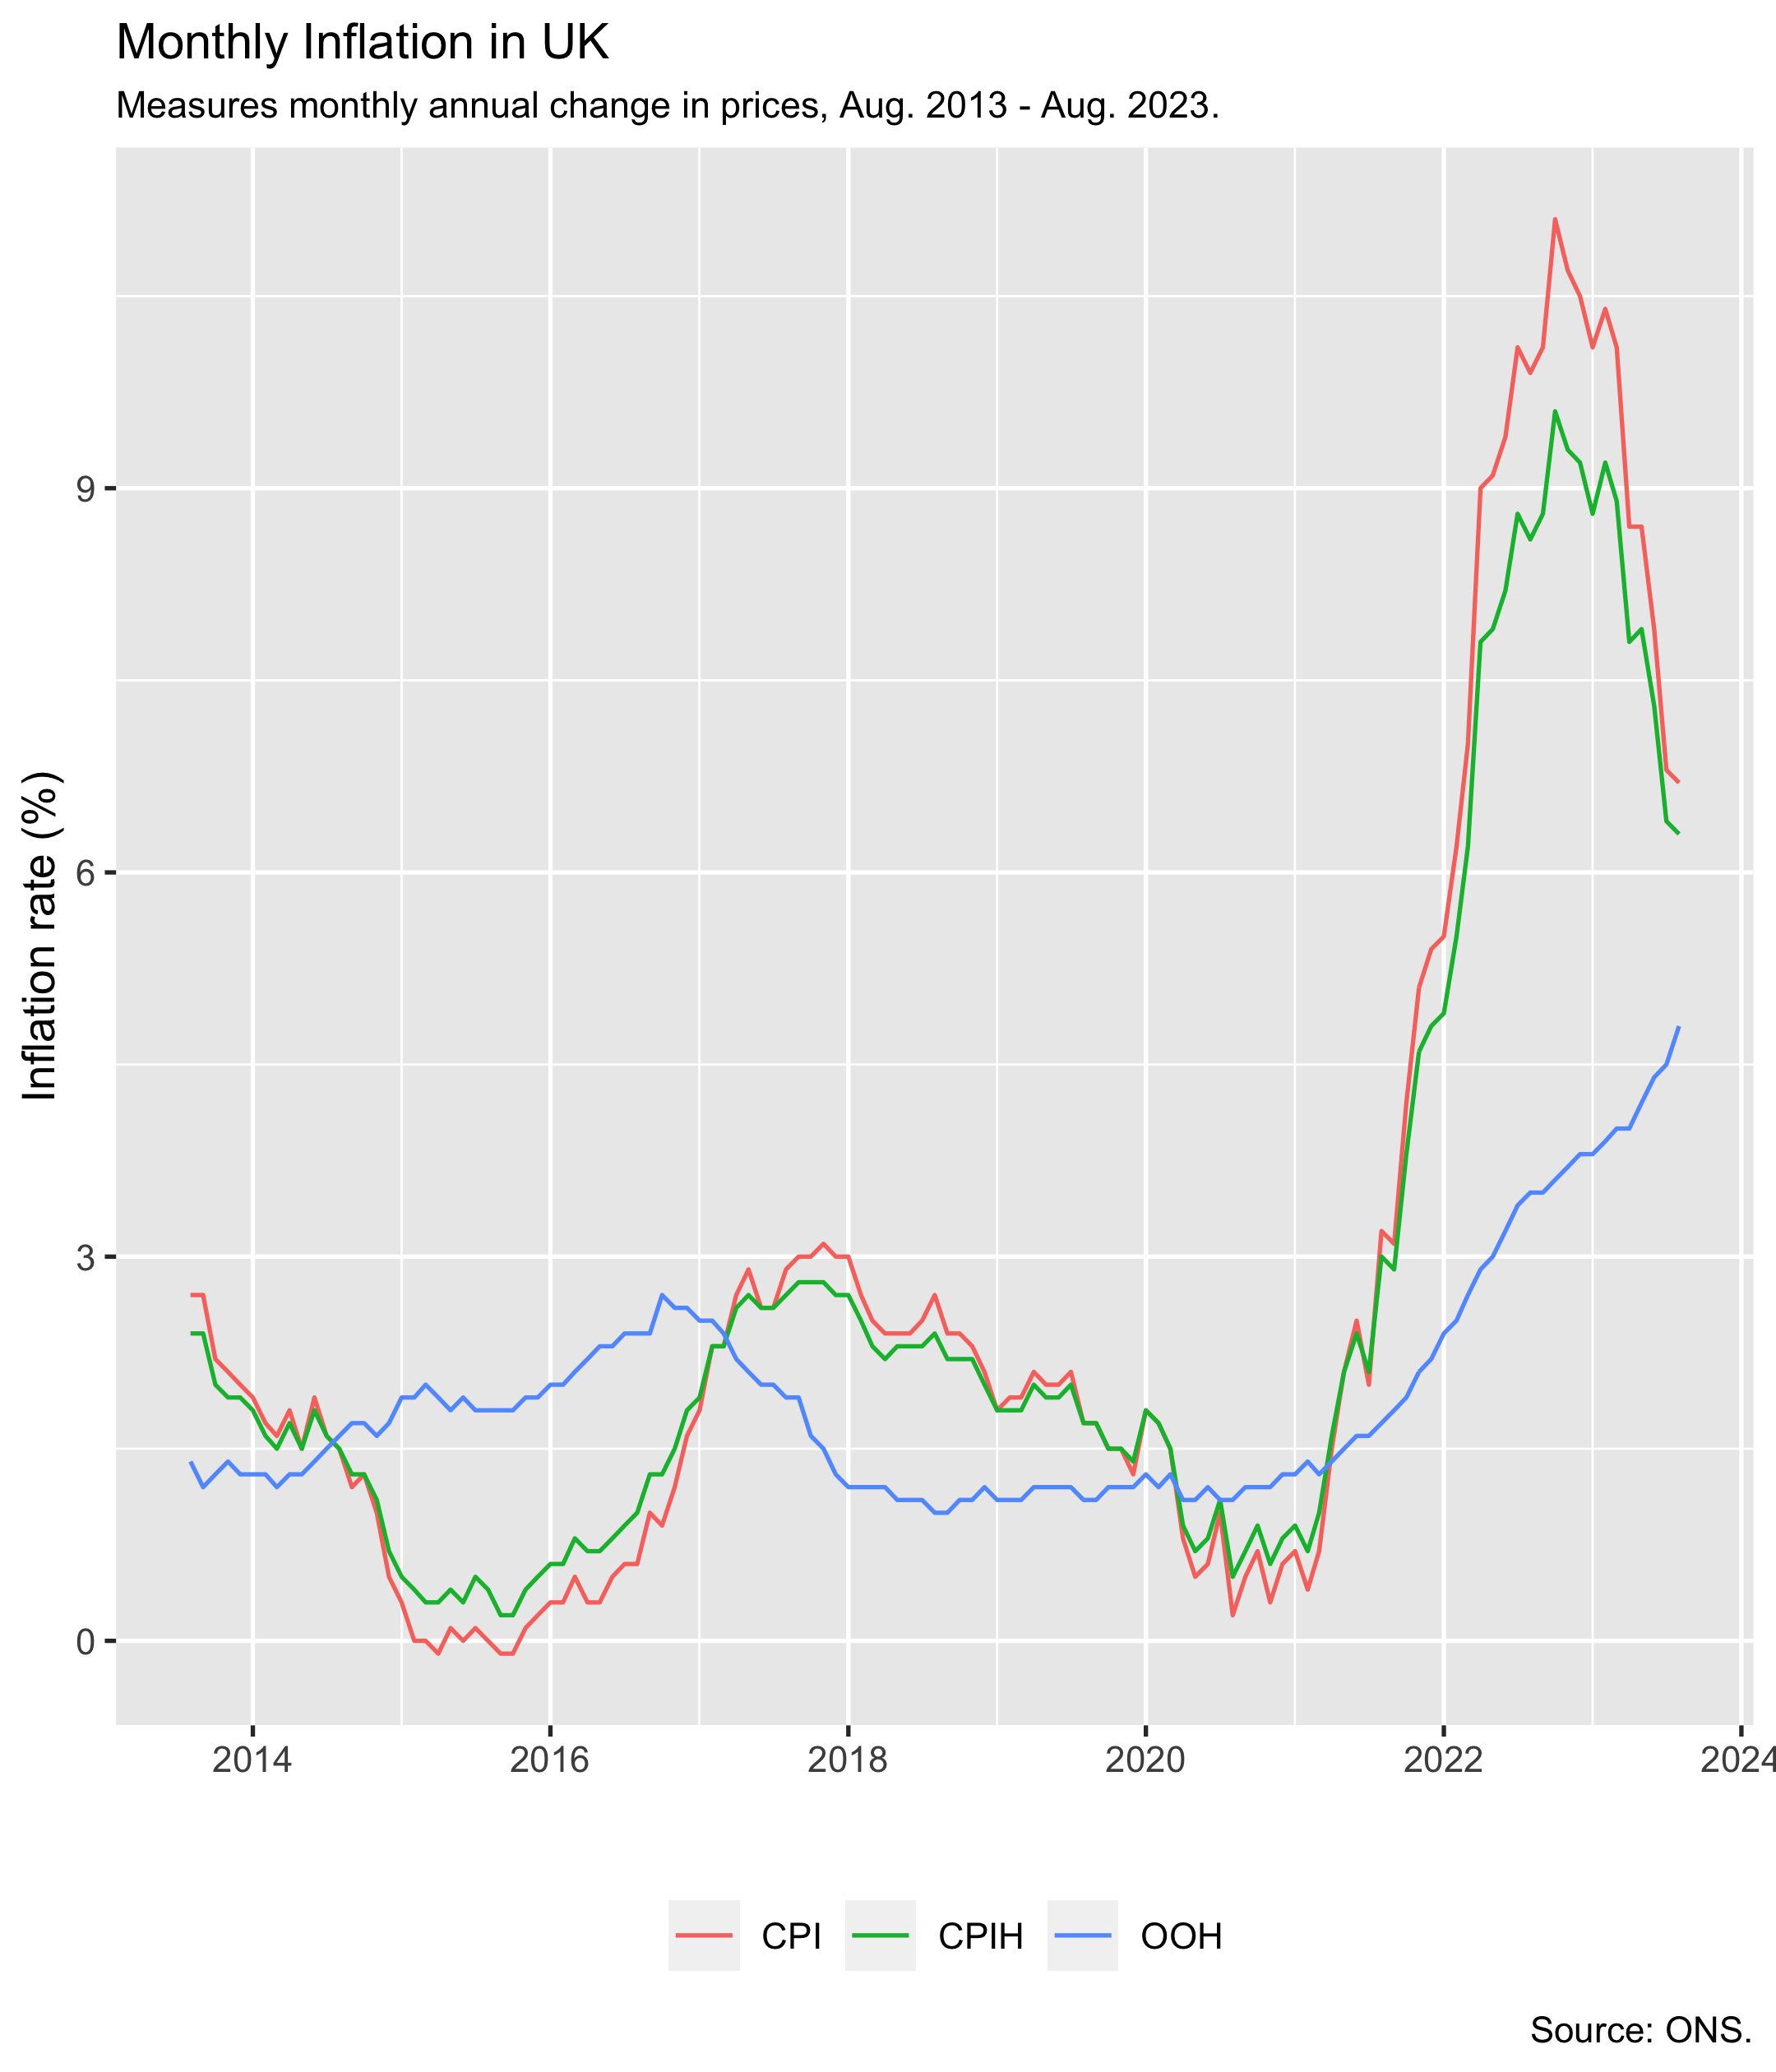 Monthly Inflation in UK
Measures monthly annual change in prices, Aug. 2013 - Aug. 2023.
Inflation rate (%)
9
6
3
0
2014 2016 2018 2020 2022 2024
CPI CPIH OOH
Source: ONS.